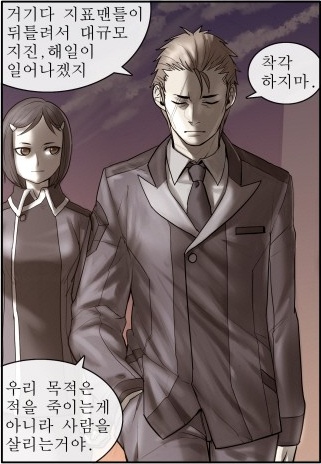 거기다 지표맨틀이
뒤틀려서 대규모
지진,해일이
일어나겠지
착각
하지마.
우리 목적은
적을 죽이는게
아니라 사람을
살리는거야.